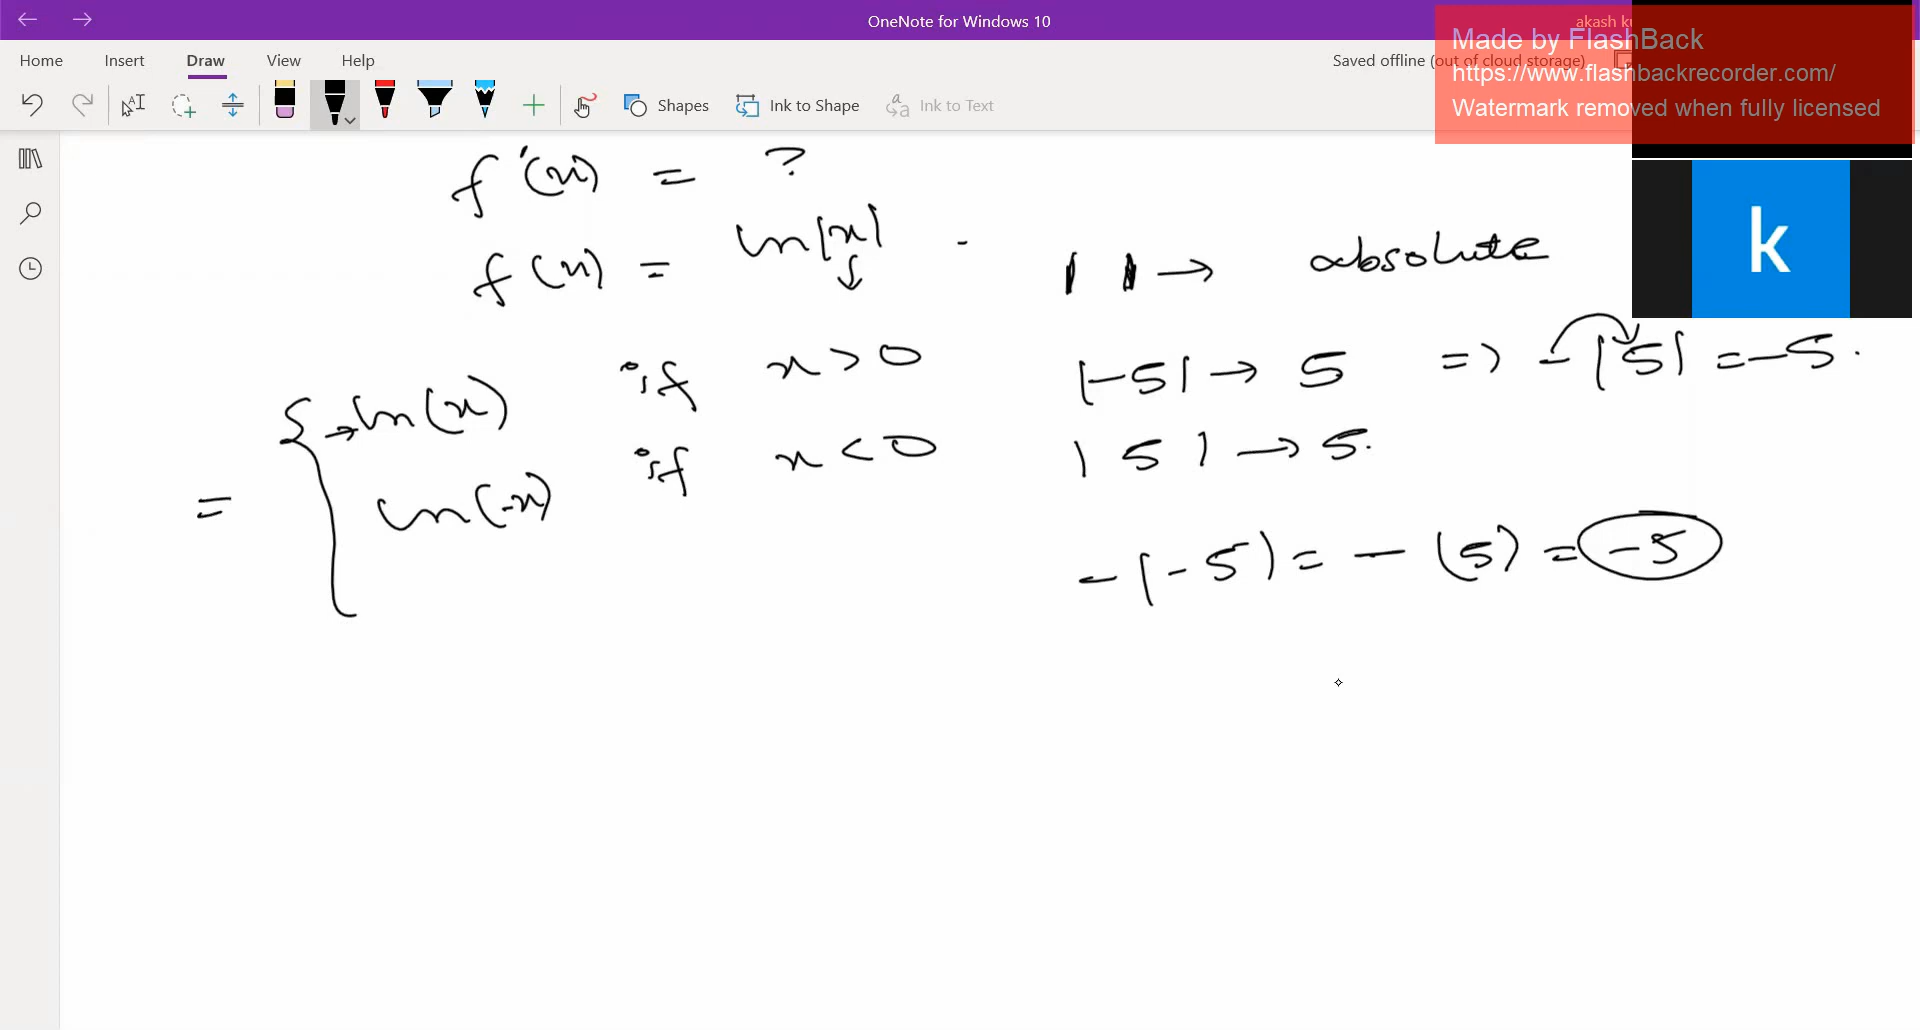 OneNote for Windows 10
akash ku
Made by FlashBack
https://www.flashbackrecorder.com/
Watermark removed when fully licensed
Home Insert Draw View Help
Saved offline (out of cloud storage)
Shapes Ink to Shape Ink to Text
k
f'(x) = ?
f(x) = ln|x|
| | → absolute
= { → ln(x) if x > 0
ln(-x) if x < 0
|-5| → 5 => -|5| = -5.
|5| → 5.
-|-5| = -(5) = -5